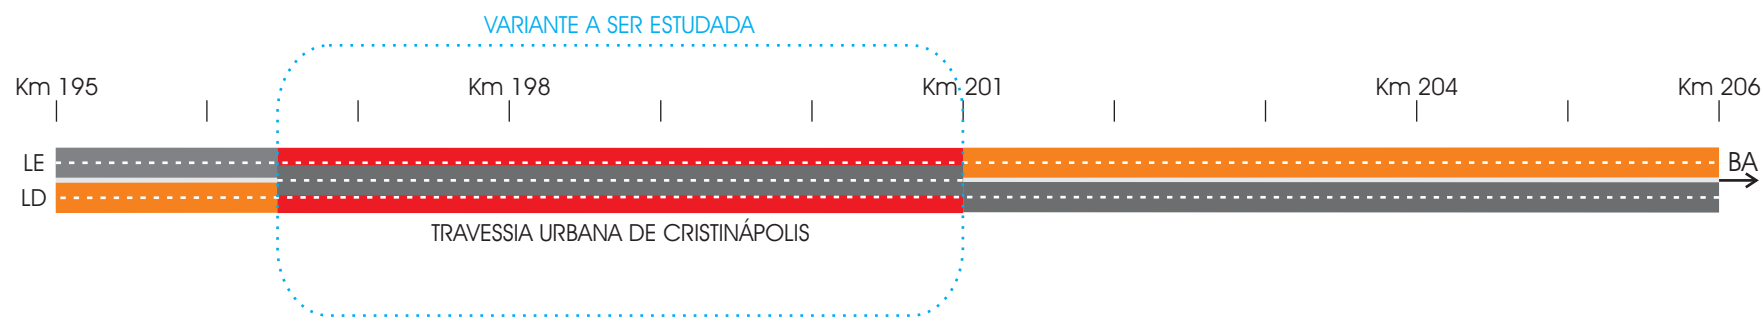 VARIANTE A SER ESTUDADA
Km 195 Km 198 Km 201 Km 204 Km 206
LE BA
LD
TRAVESSIA URBANA DE CRISTINÁPOLIS